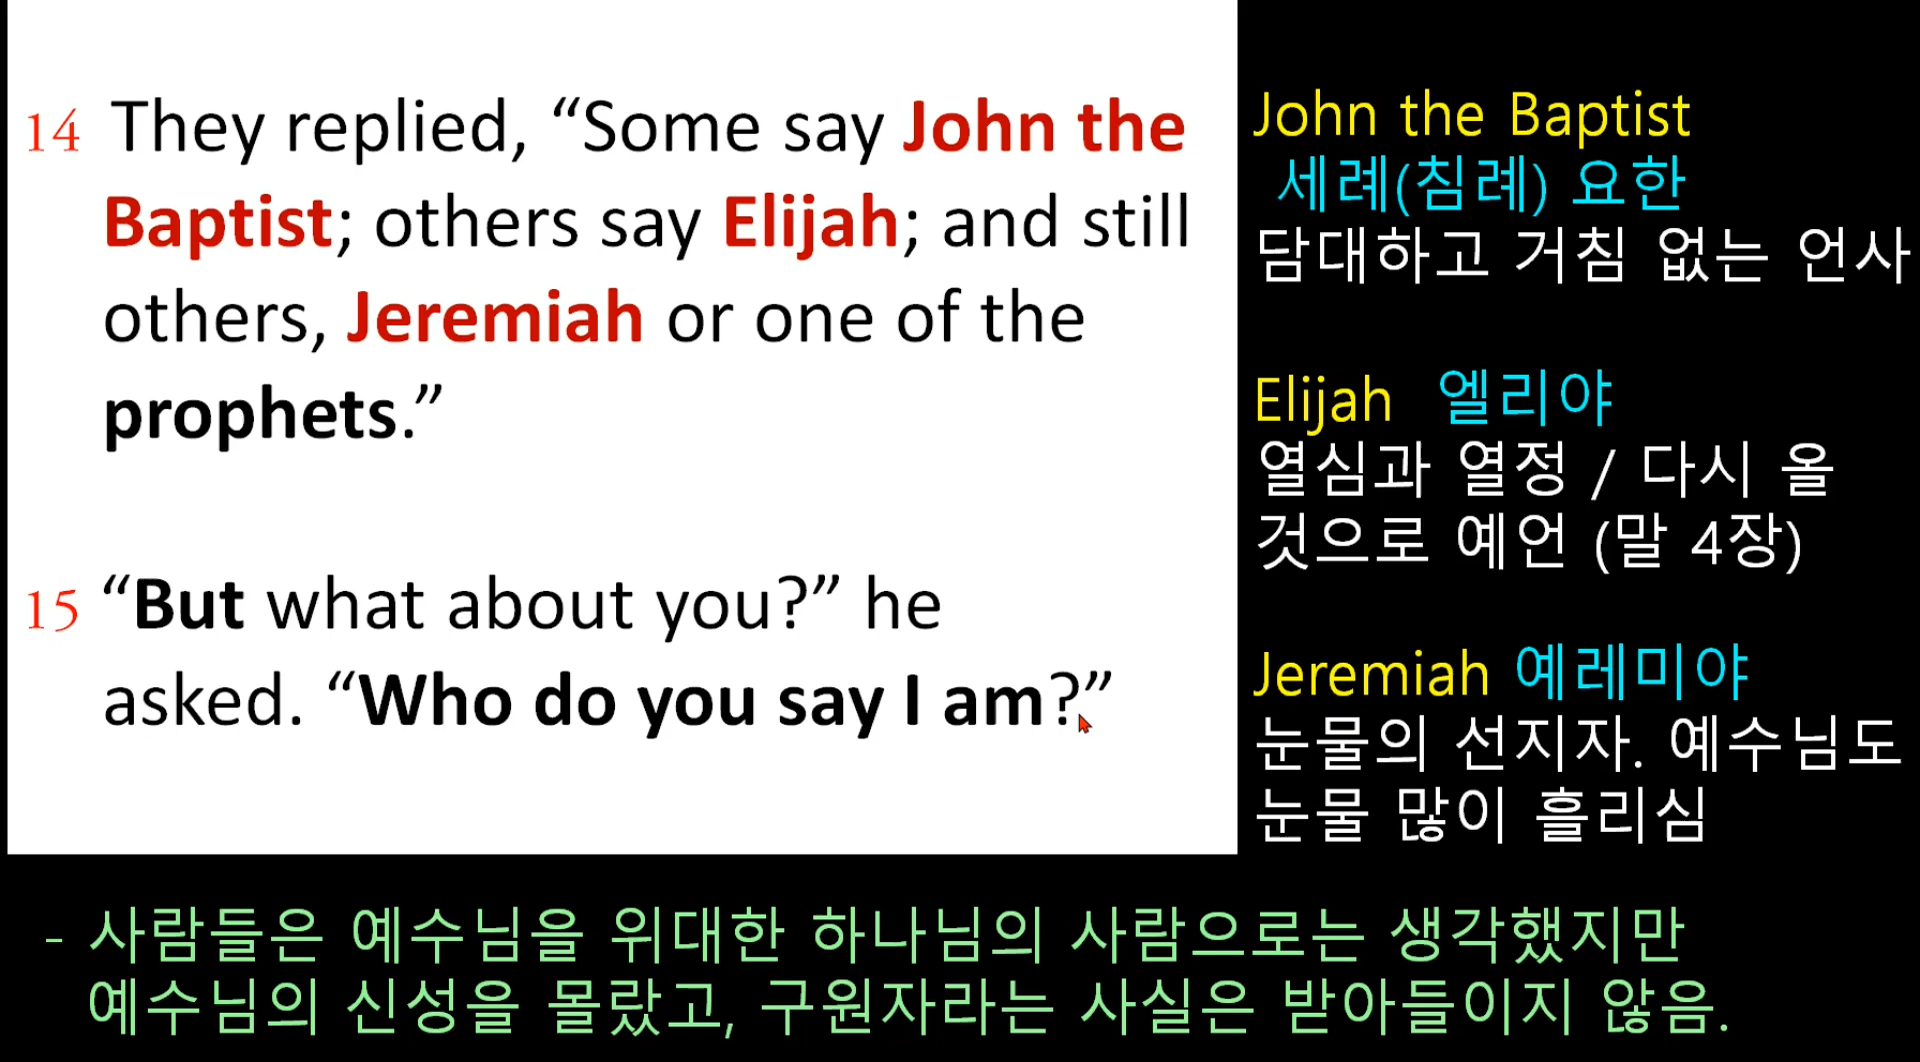 14 They replied, “Some say John the
Baptist; others say Elijah; and still
others, Jeremiah or one of the
prophets.”
15 “But what about you?” he
asked. “Who do you say I am?”
John the Baptist
세례(침례) 요한
담대하고 거침 없는 언사
Elijah 엘리야
열심과 열정 / 다시 올
것으로 예언 (말 4장)
Jeremiah 예레미야
눈물의 선지자. 예수님도
눈물 많이 흘리심
- 사람들은 예수님을 위대한 하나님의 사람으로는 생각했지만
예수님의 신성을 몰랐고, 구원자라는 사실은 받아들이지 않음.